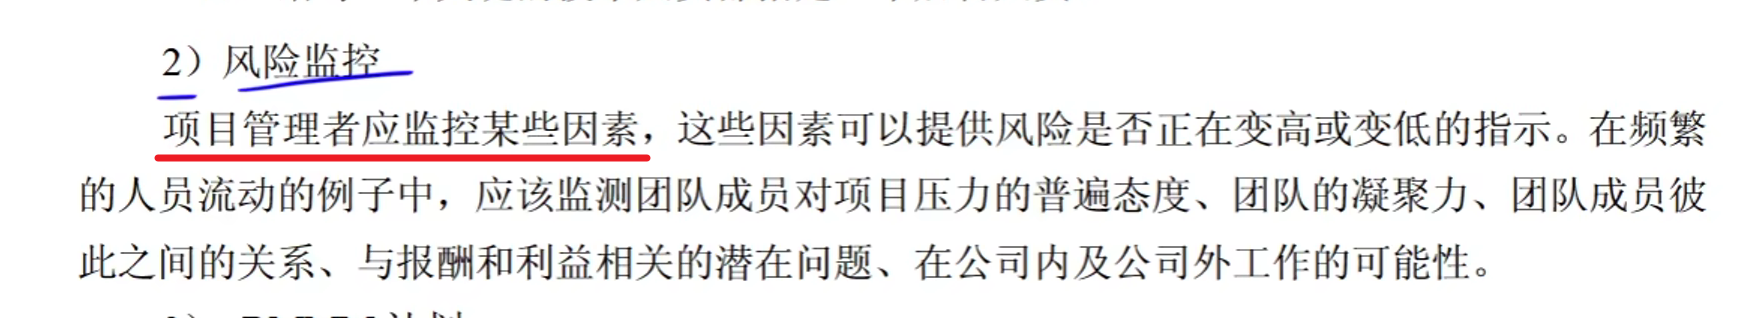 2）风险监控
项目管理者应监控某些因素，这些因素可以提供风险是否正在变高或变低的指示。在频繁
的人员流动的例子中，应该监测团队成员对项目压力的普遍态度、团队的凝聚力、团队成员彼
此之间的关系、与报酬和利益相关的潜在问题、在公司内及公司外工作的可能性。